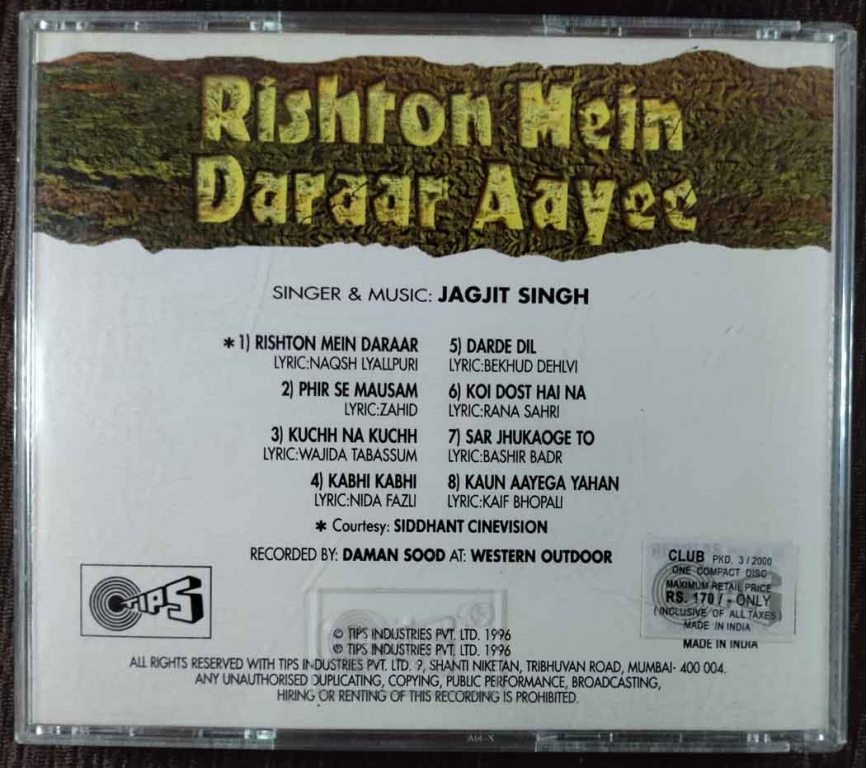 Rishton Mein
Daraar Aayee
SINGER & MUSIC: JAGJIT SINGH
* 1) RISHTON MEIN DARAAR
LYRIC:NAQSH LYALLPURI
2) PHIR SE MAUSAM
LYRIC:ZAHID
3) KUCHH NA KUCHH
LYRIC:WAJIDA TABASSUM
4) KABHI KABHI
LYRIC:NIDA FAZLI
5) DARDE DIL
LYRIC:BEKHUD DEHLVI
6) KOI DOST HAI NA
LYRIC:RANA SAHRI
7) SAR JHUKAOGE TO
LYRIC:BASHIR BADR
8) KAUN AAYEGA YAHAN
LYRIC:KAIF BHOPALI
* Courtesy: SIDDHANT CINEVISION
RECORDED BY: DAMAN SOOD AT: WESTERN OUTDOOR
TIPS
CLUB PKD. 3/2000
ONE COMPACT DISC
MAXIMUM RETAIL PRICE
RS. 170/- ONLY
(INCLUSIVE OF ALL TAXES)
MADE IN INDIA
MADE IN INDIA
© TIPS INDUSTRIES PVT. LTD. 1996
℗ TIPS INDUSTRIES PVT. LTD. 1996
ALL RIGHTS RESERVED WITH TIPS INDUSTRIES PVT. LTD. 9, SHANTI NIKETAN, TRIBHUVAN ROAD, MUMBAI- 400 004.
ANY UNAUTHORISED DUPLICATING, COPYING, PUBLIC PERFORMANCE, BROADCASTING,
HIRING OR RENTING OF THIS RECORDING IS PROHIBITED.